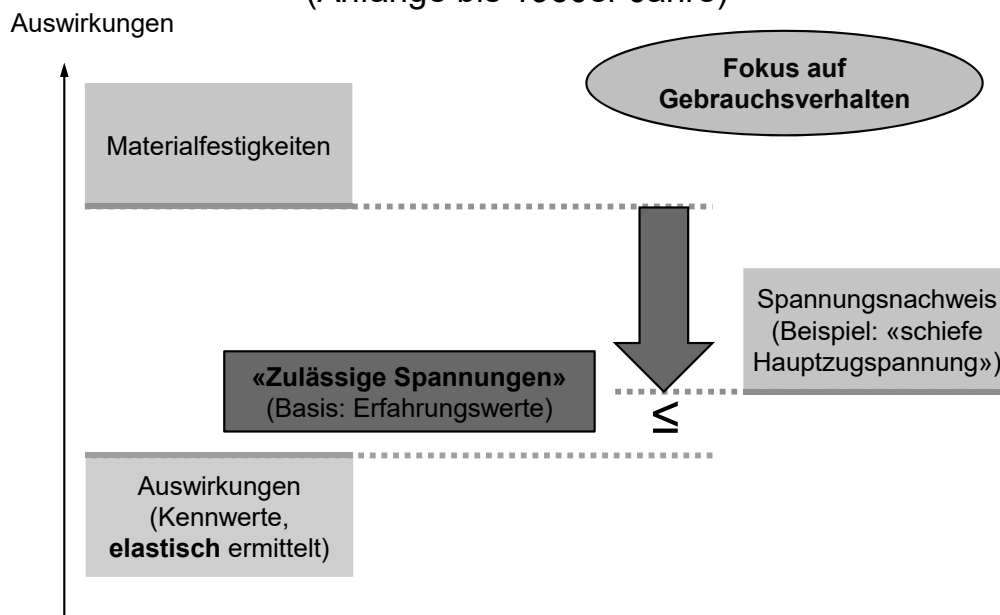 Auswirkungen
Fokus auf
Gebrauchsverhalten
Materialfestigkeiten
Spannungsnachweis
(Beispiel: «schiefe
Hauptzugspannung»)
«Zulässige Spannungen»
(Basis: Erfahrungswerte)
≤
Auswirkungen
(Kennwerte,
elastisch ermittelt)